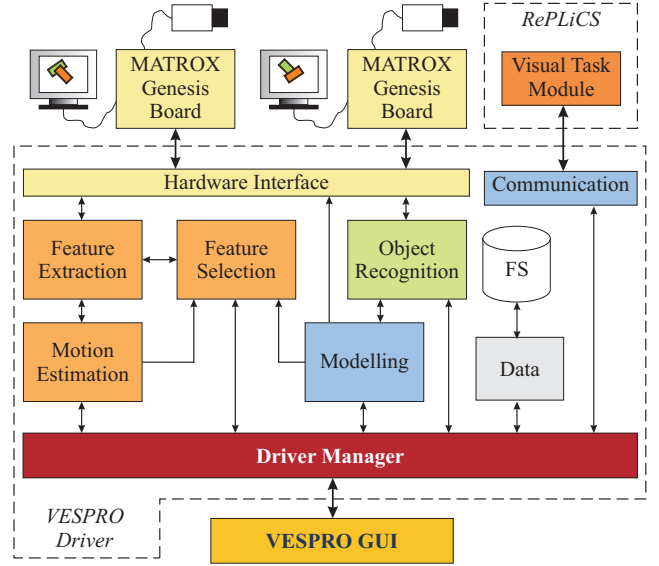 RePLiCS
MATROX
Genesis
Board
MATROX
Genesis
Board
Visual Task
Module
Hardware Interface
Communication
Feature
Extraction
Feature
Selection
Object
Recognition
FS
Motion
Estimation
Modelling
Data
Driver Manager
VESPRO
Driver
VESPRO GUI